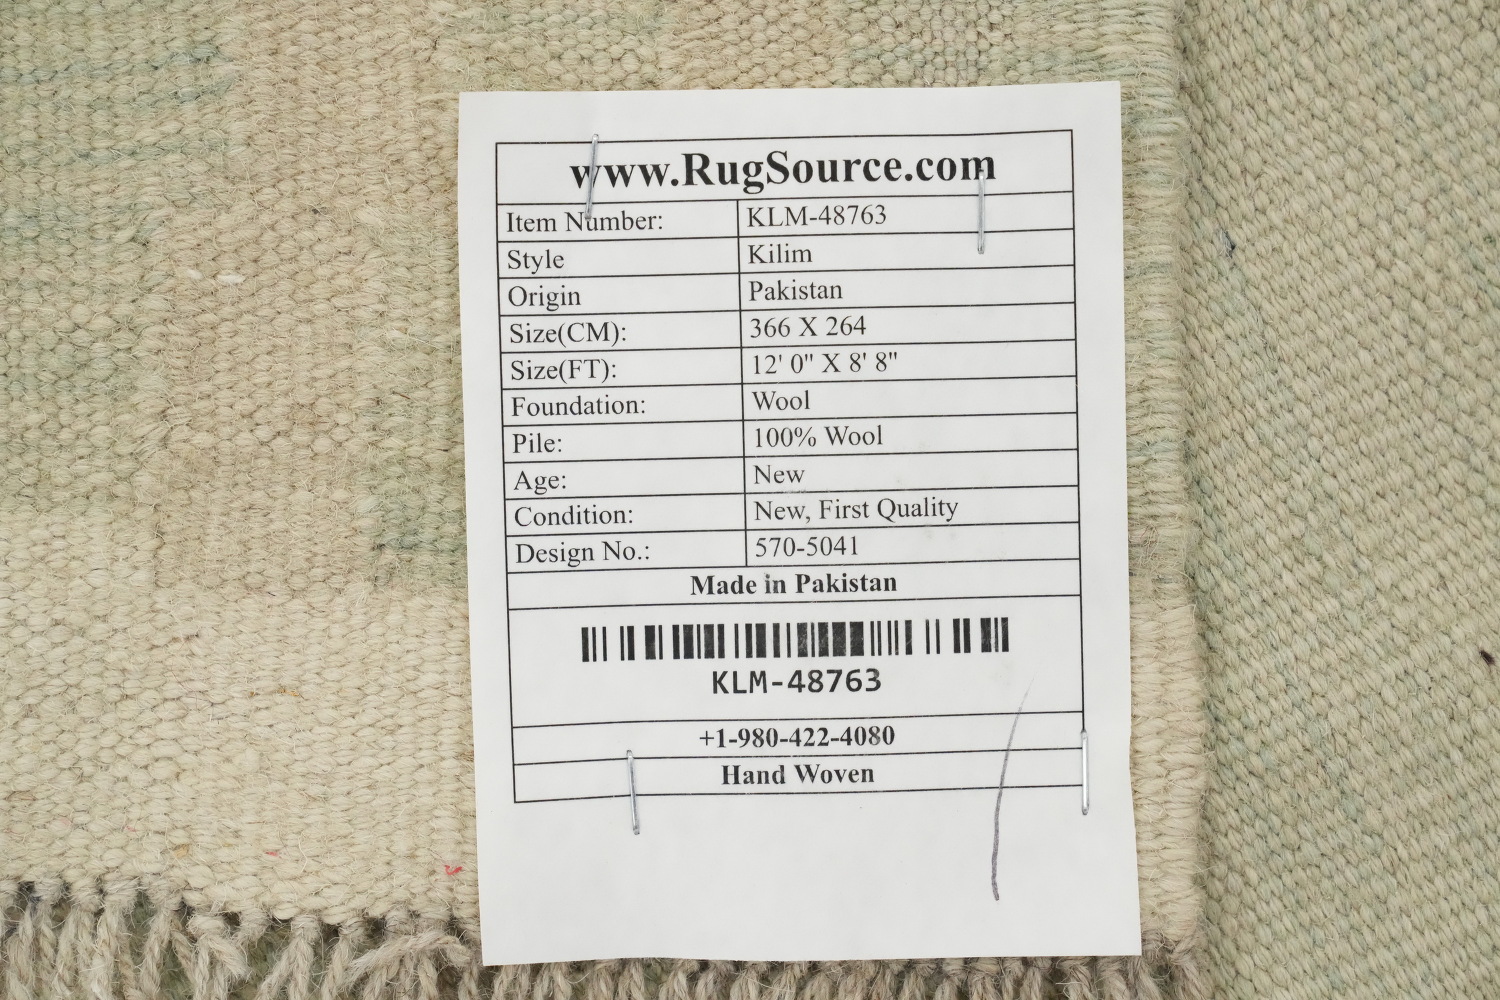 www.RugSource.com
Item Number: KLM-48763
Style Kilim
Origin Pakistan
Size(CM): 366 X 264
Size(FT): 12' 0" X 8' 8"
Foundation: Wool
Pile: 100% Wool
Age: New
Condition: New, First Quality
Design No.: 570-5041
Made in Pakistan
KLM-48763
+1-980-422-4080
Hand Woven